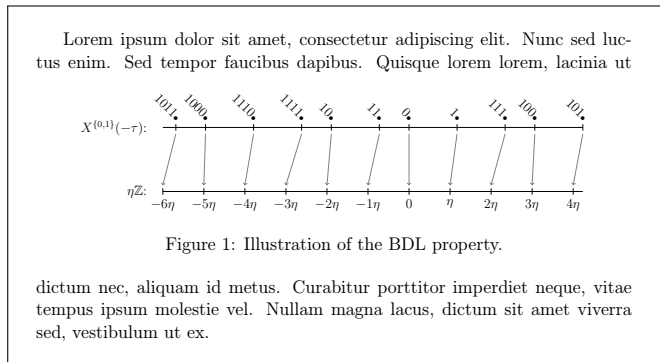 Lorem ipsum dolor sit amet, consectetur adipiscing elit. Nunc sed luc-
tus enim. Sed tempor faucibus dapibus. Quisque lorem lorem, lacinia ut
1011 1000 1110 1111 10 11 0 1 111 100 101
X^{0,1}(−τ):
ηℤ:
−6η −5η −4η −3η −2η −1η 0 η 2η 3η 4η
Figure 1: Illustration of the BDL property.
dictum nec, aliquam id metus. Curabitur porttitor imperdiet neque, vitae
tempus ipsum molestie vel. Nullam magna lacus, dictum sit amet viverra
sed, vestibulum ut ex.